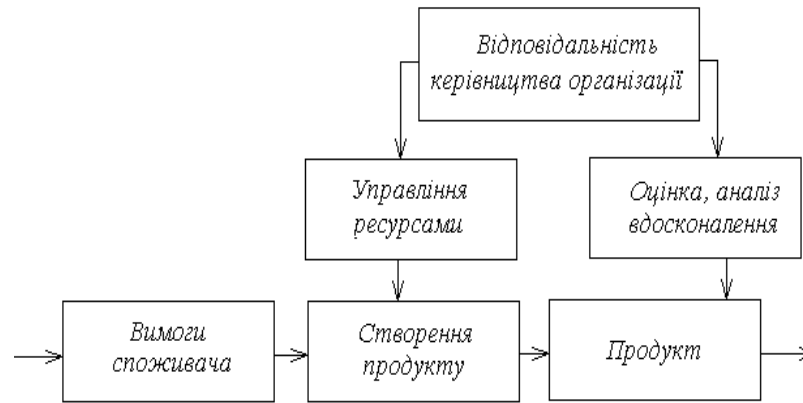 Відповідальність
керівництва організації
Управління
ресурсами
Оцінка, аналіз
вдосконалення
Вимоги
споживача
Створення
продукту
Продукт